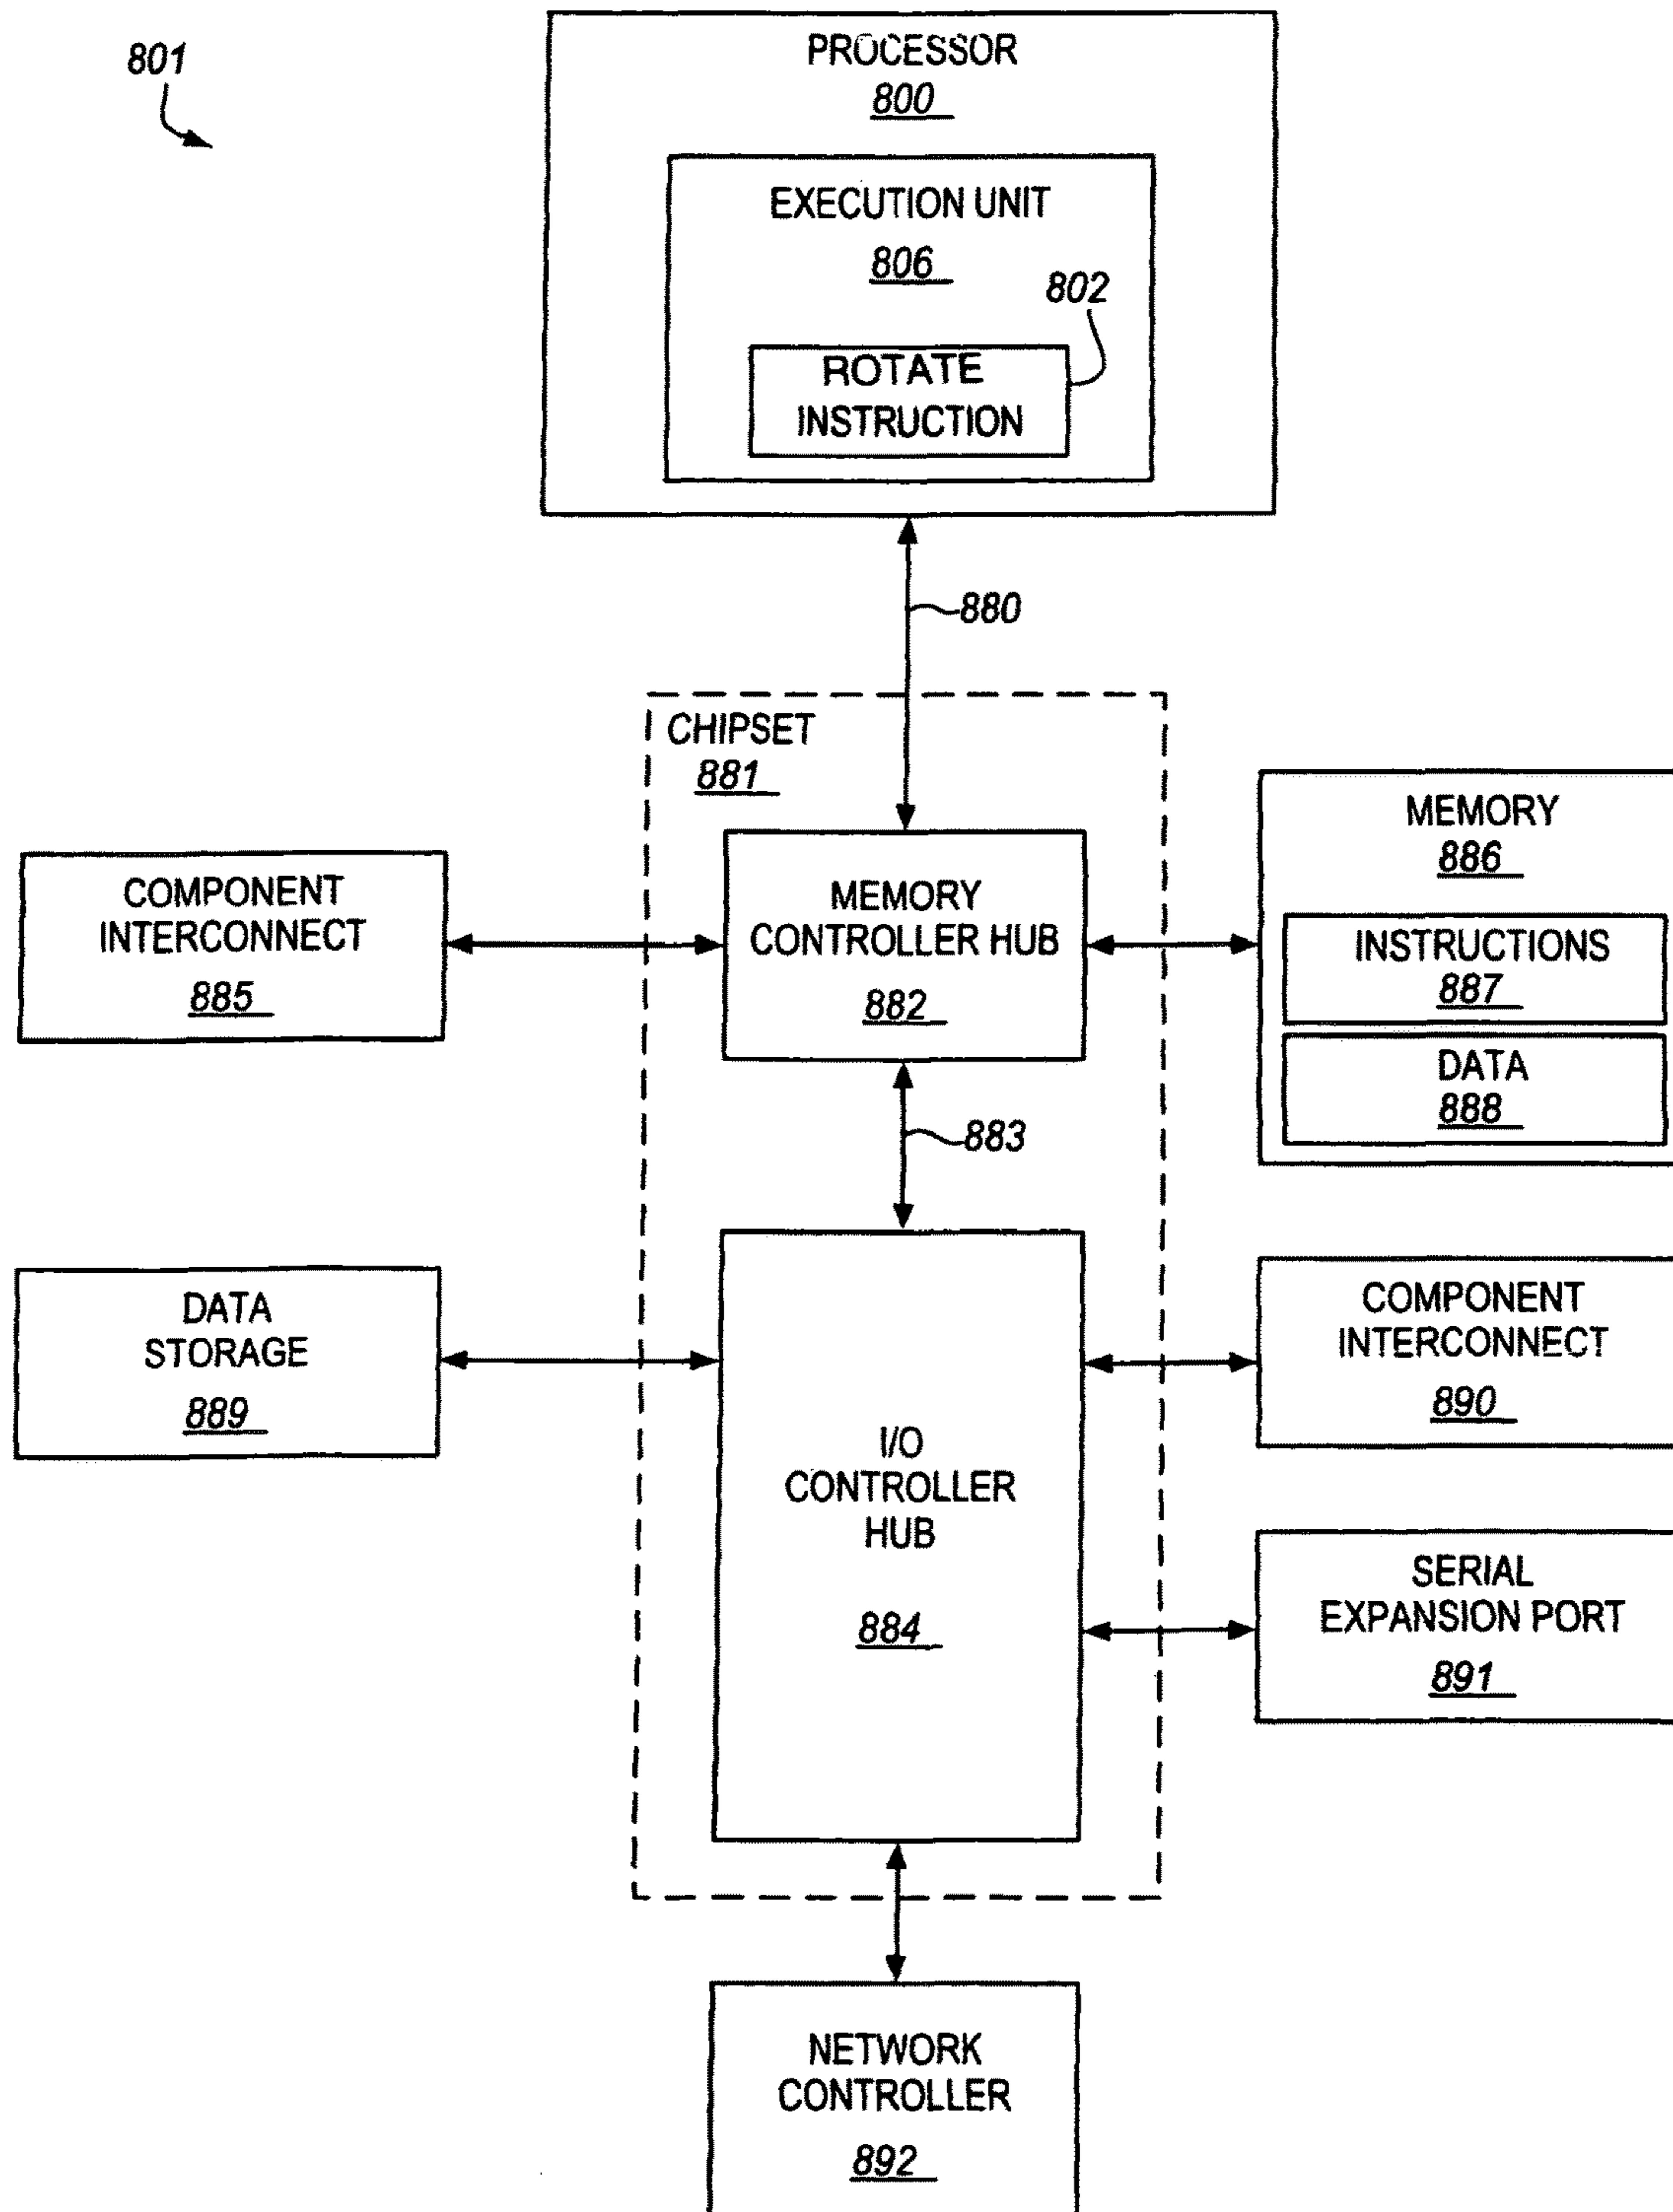 801
PROCESSOR
800
EXECUTION UNIT
806
802
ROTATE
INSTRUCTION
880
CHIPSET
881
COMPONENT
INTERCONNECT
885
MEMORY
CONTROLLER HUB
882
MEMORY
886
INSTRUCTIONS
887
DATA
888
883
DATA
STORAGE
889
I/O
CONTROLLER
HUB
884
COMPONENT
INTERCONNECT
890
SERIAL
EXPANSION PORT
891
NETWORK
CONTROLLER
892